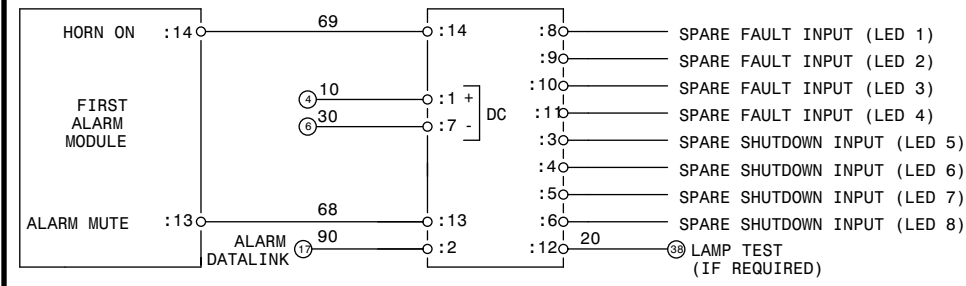 HORN ON :14 69 :14 :8 SPARE FAULT INPUT (LED 1)
:9 SPARE FAULT INPUT (LED 2)
:10 SPARE FAULT INPUT (LED 3)
FIRST
ALARM
MODULE
4 10 :1 + DC
6 30 :7 -
:11 SPARE FAULT INPUT (LED 4)
:3 SPARE SHUTDOWN INPUT (LED 5)
:4 SPARE SHUTDOWN INPUT (LED 6)
:5 SPARE SHUTDOWN INPUT (LED 7)
ALARM MUTE :13 68 :13 :6 SPARE SHUTDOWN INPUT (LED 8)
ALARM
DATALINK
17 90 :2 :12 20 38 LAMP TEST
(IF REQUIRED)